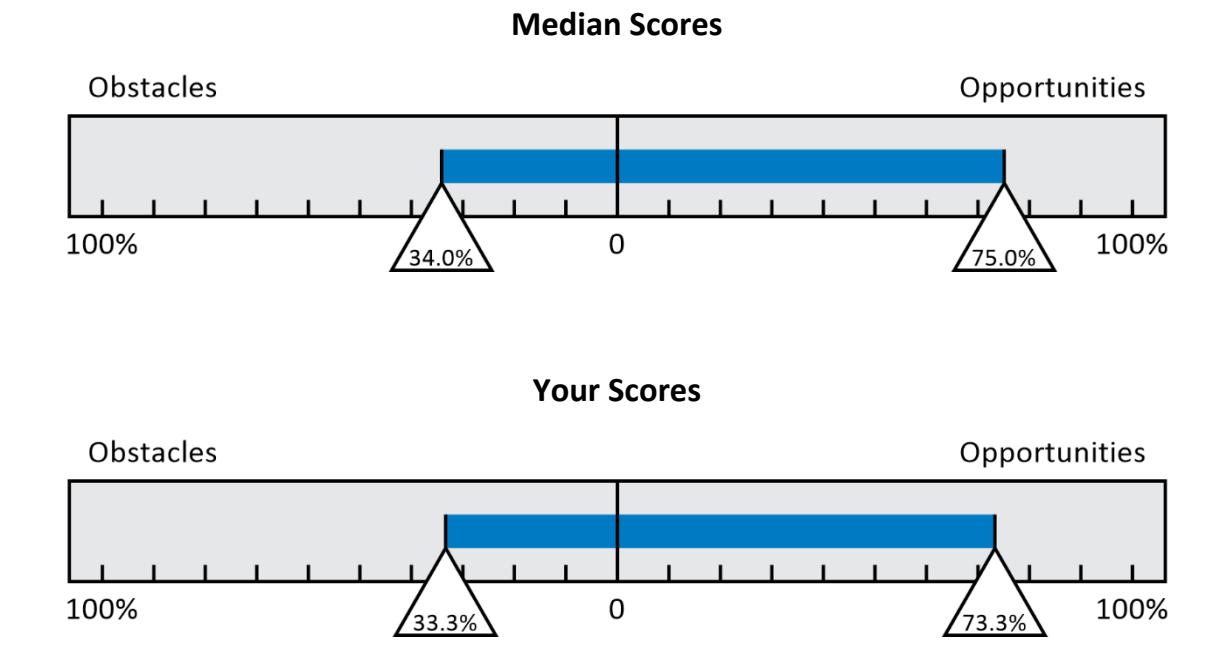 Median Scores
Obstacles Opportunities
100% 34.0% 0 75.0% 100%
Your Scores
Obstacles Opportunities
100% 33.3% 0 73.3% 100%